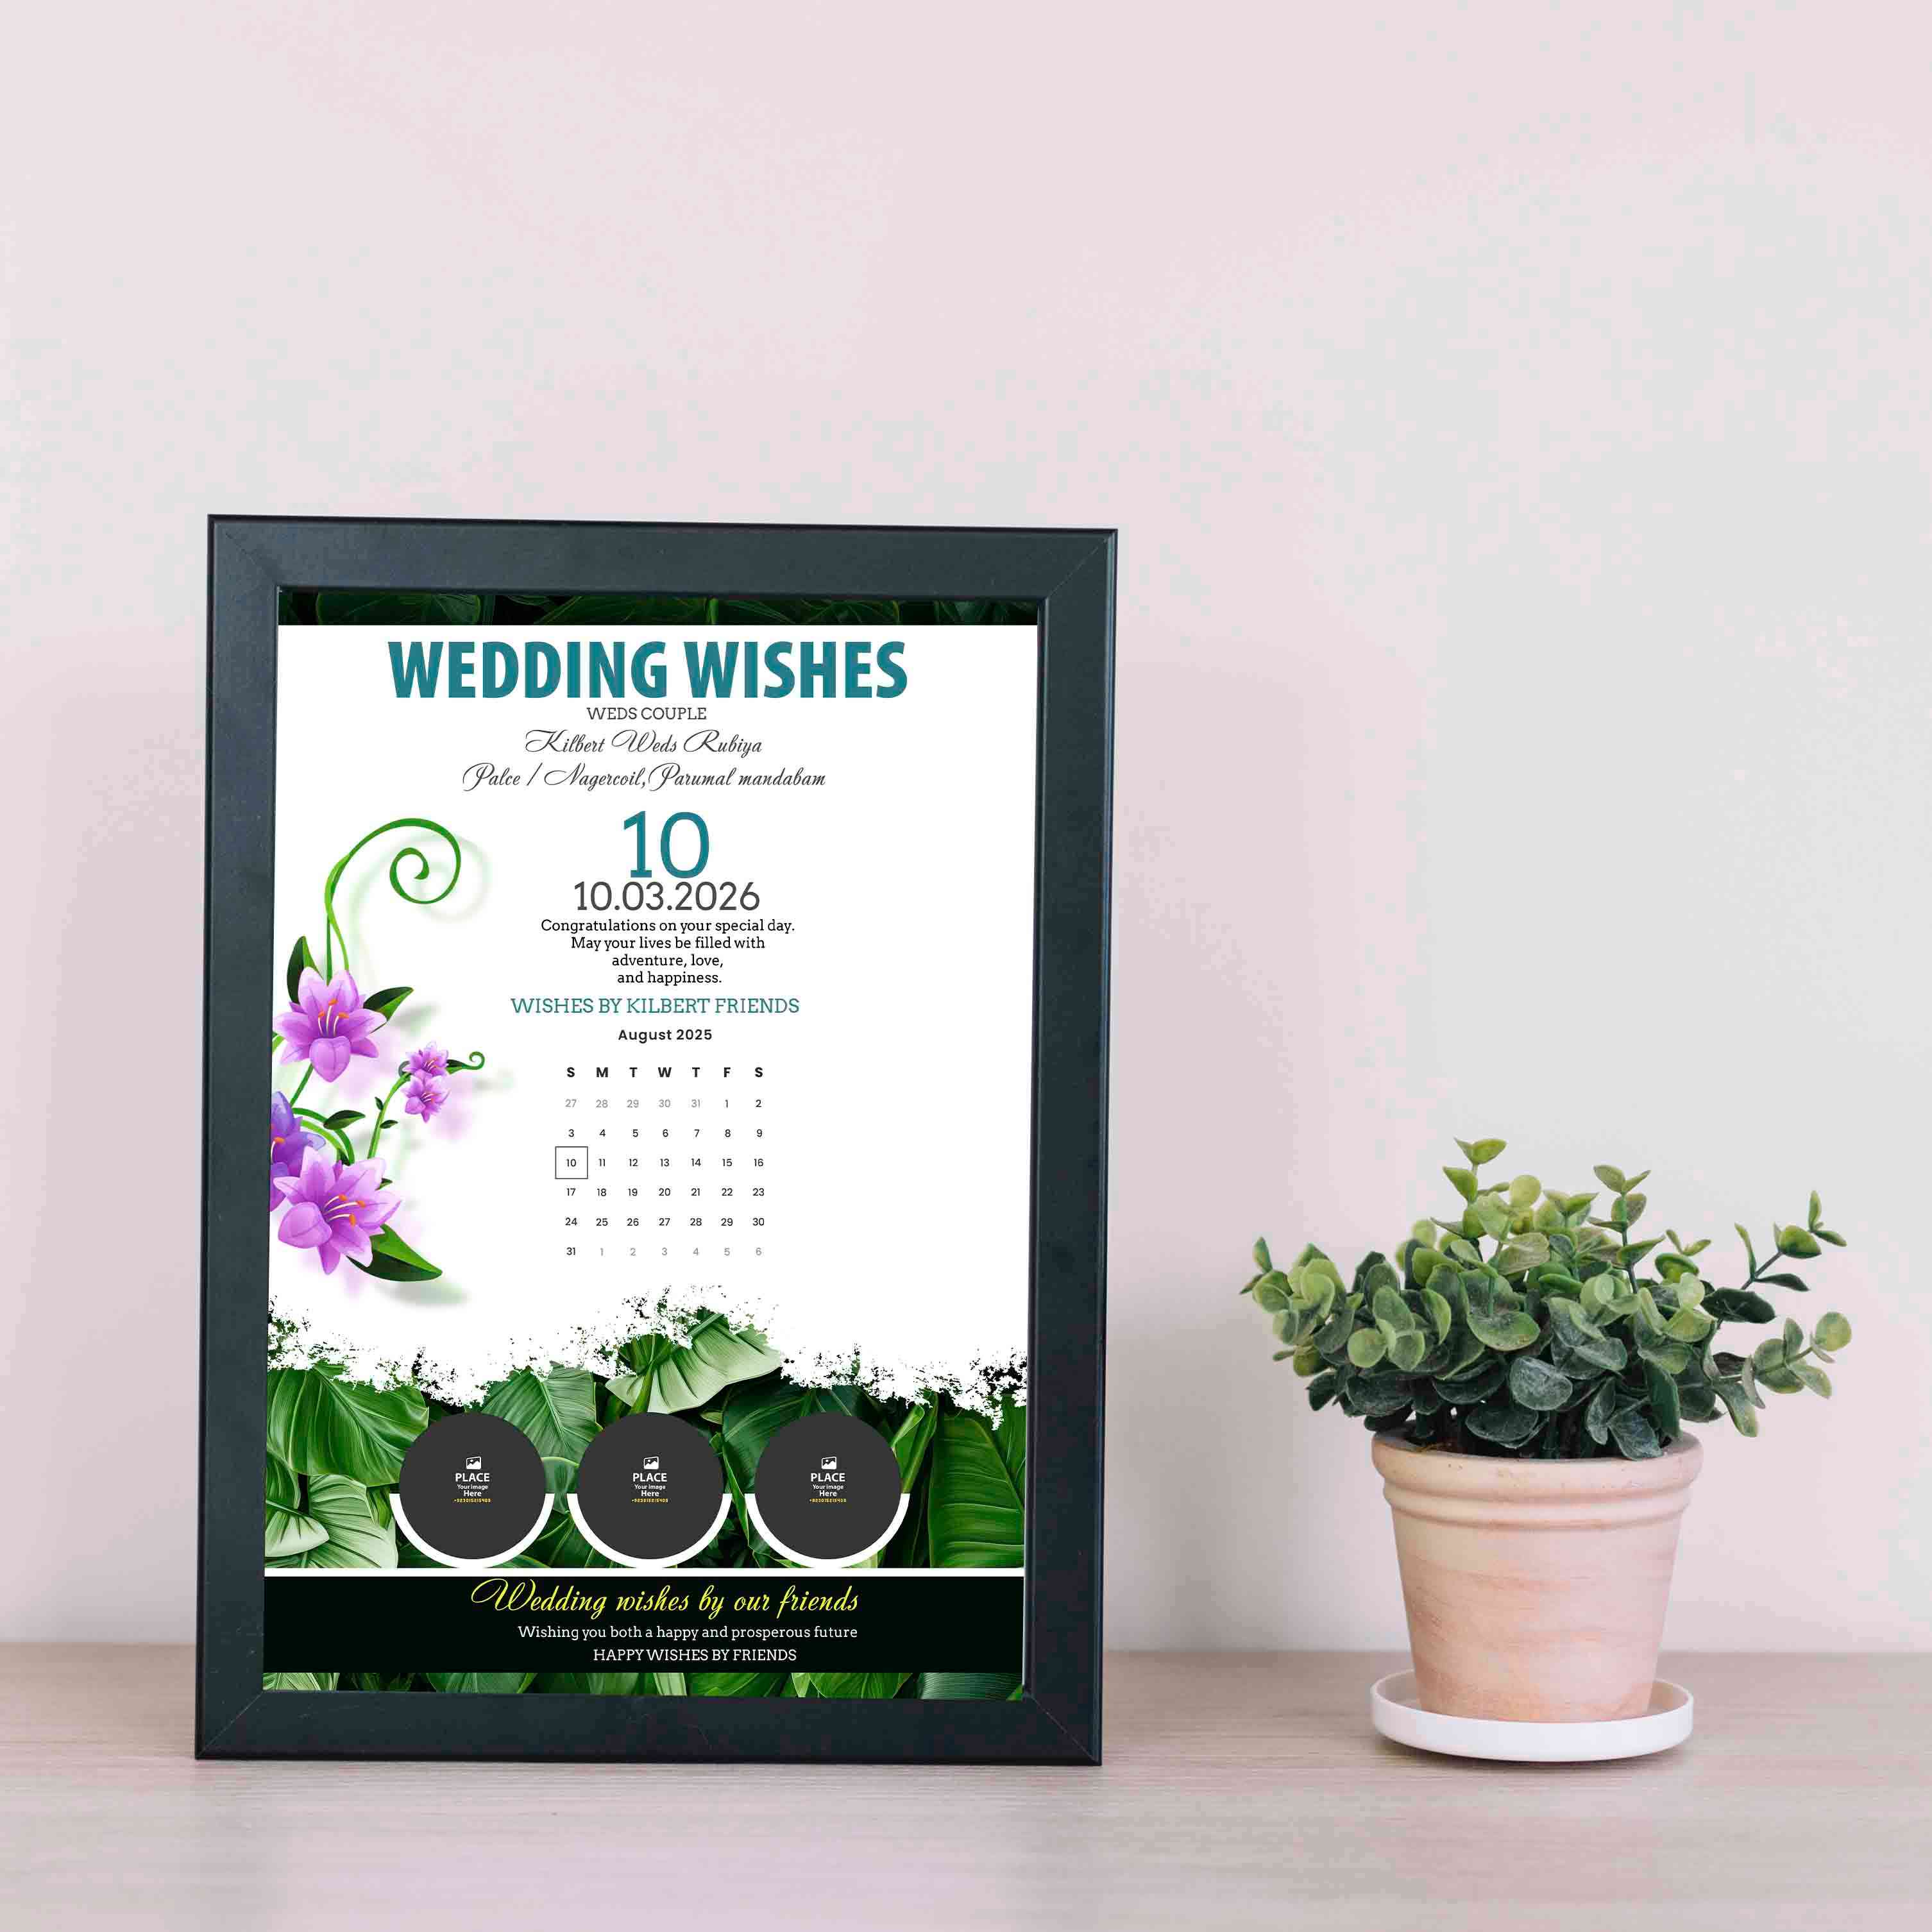 WEDDING WISHES
WEDS COUPLE
Kilbert Weds Rubiya
Palce / Nagercoil,Parumal mandabam
10
10.03.2026
Congratulations on your special day.
May your lives be filled with
adventure, love,
and happiness.
WISHES BY KILBERT FRIENDS
August 2025
S M T W T F S
27 28 29 30 31 1 2
3 4 5 6 7 8 9
10 11 12 13 14 15 16
17 18 19 20 21 22 23
24 25 26 27 28 29 30
31 1 2 3 4 5 6
PLACE
Your image
Here
PLACE
Your image
Here
PLACE
Your image
Here
Wedding wishes by our friends
Wishing you both a happy and prosperous future
HAPPY WISHES BY FRIENDS